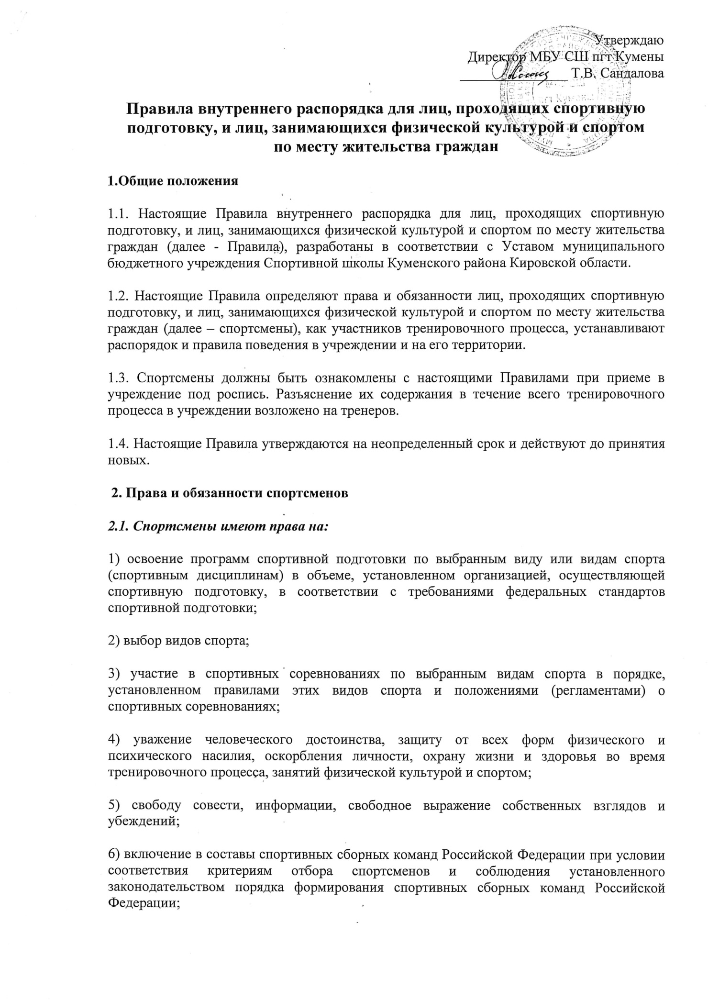 Утверждаю
Директор МБУ СШ пгт Кумены
Т.В. Сандалова
Правила внутреннего распорядка для лиц, проходящих спортивную
подготовку, и лиц, занимающихся физической культурой и спортом
по месту жительства граждан
1.Общие положения
1.1. Настоящие Правила внутреннего распорядка для лиц, проходящих спортивную
подготовку, и лиц, занимающихся физической культурой и спортом по месту жительства
граждан (далее - Правила), разработаны в соответствии с Уставом муниципального
бюджетного учреждения Спортивной школы Куменского района Кировской области.
1.2. Настоящие Правила определяют права и обязанности лиц, проходящих спортивную
подготовку, и лиц, занимающихся физической культурой и спортом по месту жительства
граждан (далее – спортсмены), как участников тренировочного процесса, устанавливают
распорядок и правила поведения в учреждении и на его территории.
1.3. Спортсмены должны быть ознакомлены с настоящими Правилами при приеме в
учреждение под роспись. Разъяснение их содержания в течение всего тренировочного
процесса в учреждении возложено на тренеров.
1.4. Настоящие Правила утверждаются на неопределенный срок и действуют до принятия
новых.
2. Права и обязанности спортсменов
2.1. Спортсмены имеют права на:
1) освоение программ спортивной подготовки по выбранным виду или видам спорта
(спортивным дисциплинам) в объеме, установленном организацией, осуществляющей
спортивную подготовку, в соответствии с требованиями федеральных стандартов
спортивной подготовки;
2) выбор видов спорта;
3) участие в спортивных соревнованиях по выбранным видам спорта в порядке,
установленном правилами этих видов спорта и положениями (регламентами) о
спортивных соревнованиях;
4) уважение человеческого достоинства, защиту от всех форм физического и
психического насилия, оскорбления личности, охрану жизни и здоровья во время
тренировочного процесса, занятий физической культурой и спортом;
5) свободу совести, информации, свободное выражение собственных взглядов и
убеждений;
6) включение в составы спортивных сборных команд Российской Федерации при условии
соответствия критериям отбора спортсменов и соблюдения установленного
законодательством порядка формирования спортивных сборных команд Российской
Федерации;